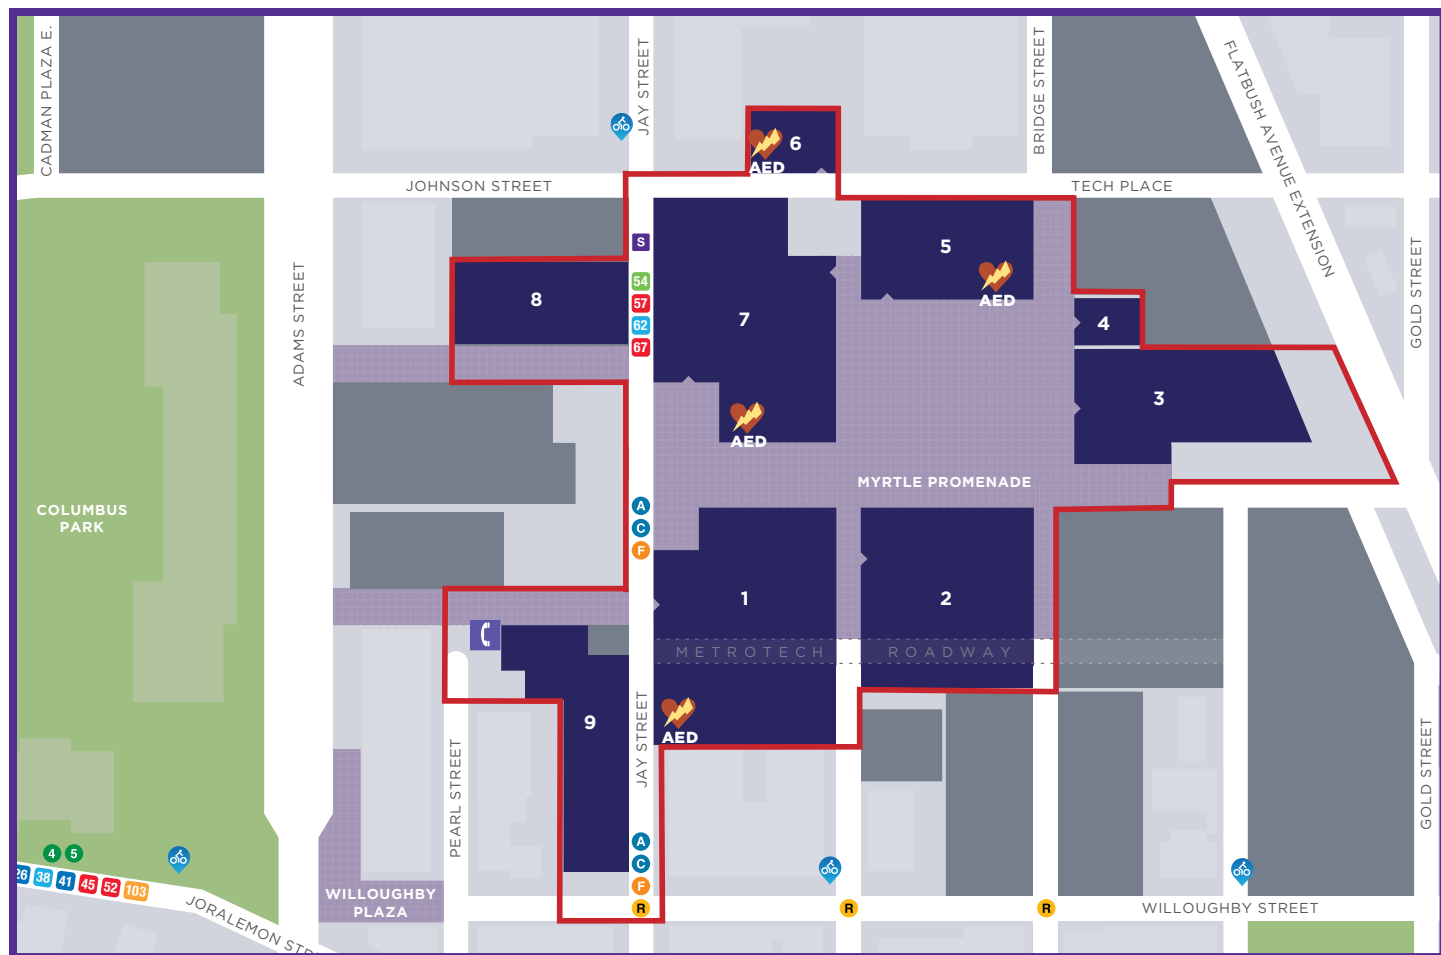 CADMAN PLAZA E.
JAY STREET
BRIDGE STREET
FLATBUSH AVENUE EXTENSION
6
AED
JOHNSON STREET
TECH PLACE
S
5
AED
GOLD STREET
ADAMS STREET
54
57
62
67
8
7
4
3
AED
MYRTLE PROMENADE
COLUMBUS
PARK
A
C
F
1
2
METROTECH
ROADWAY
9
AED
JAY STREET
PEARL STREET
GOLD STREET
A
C
F
R
R
R
4
5
26
38
41
45
52
103
WILLOUGHBY
PLAZA
WILLOUGHBY STREET
JORALEMON